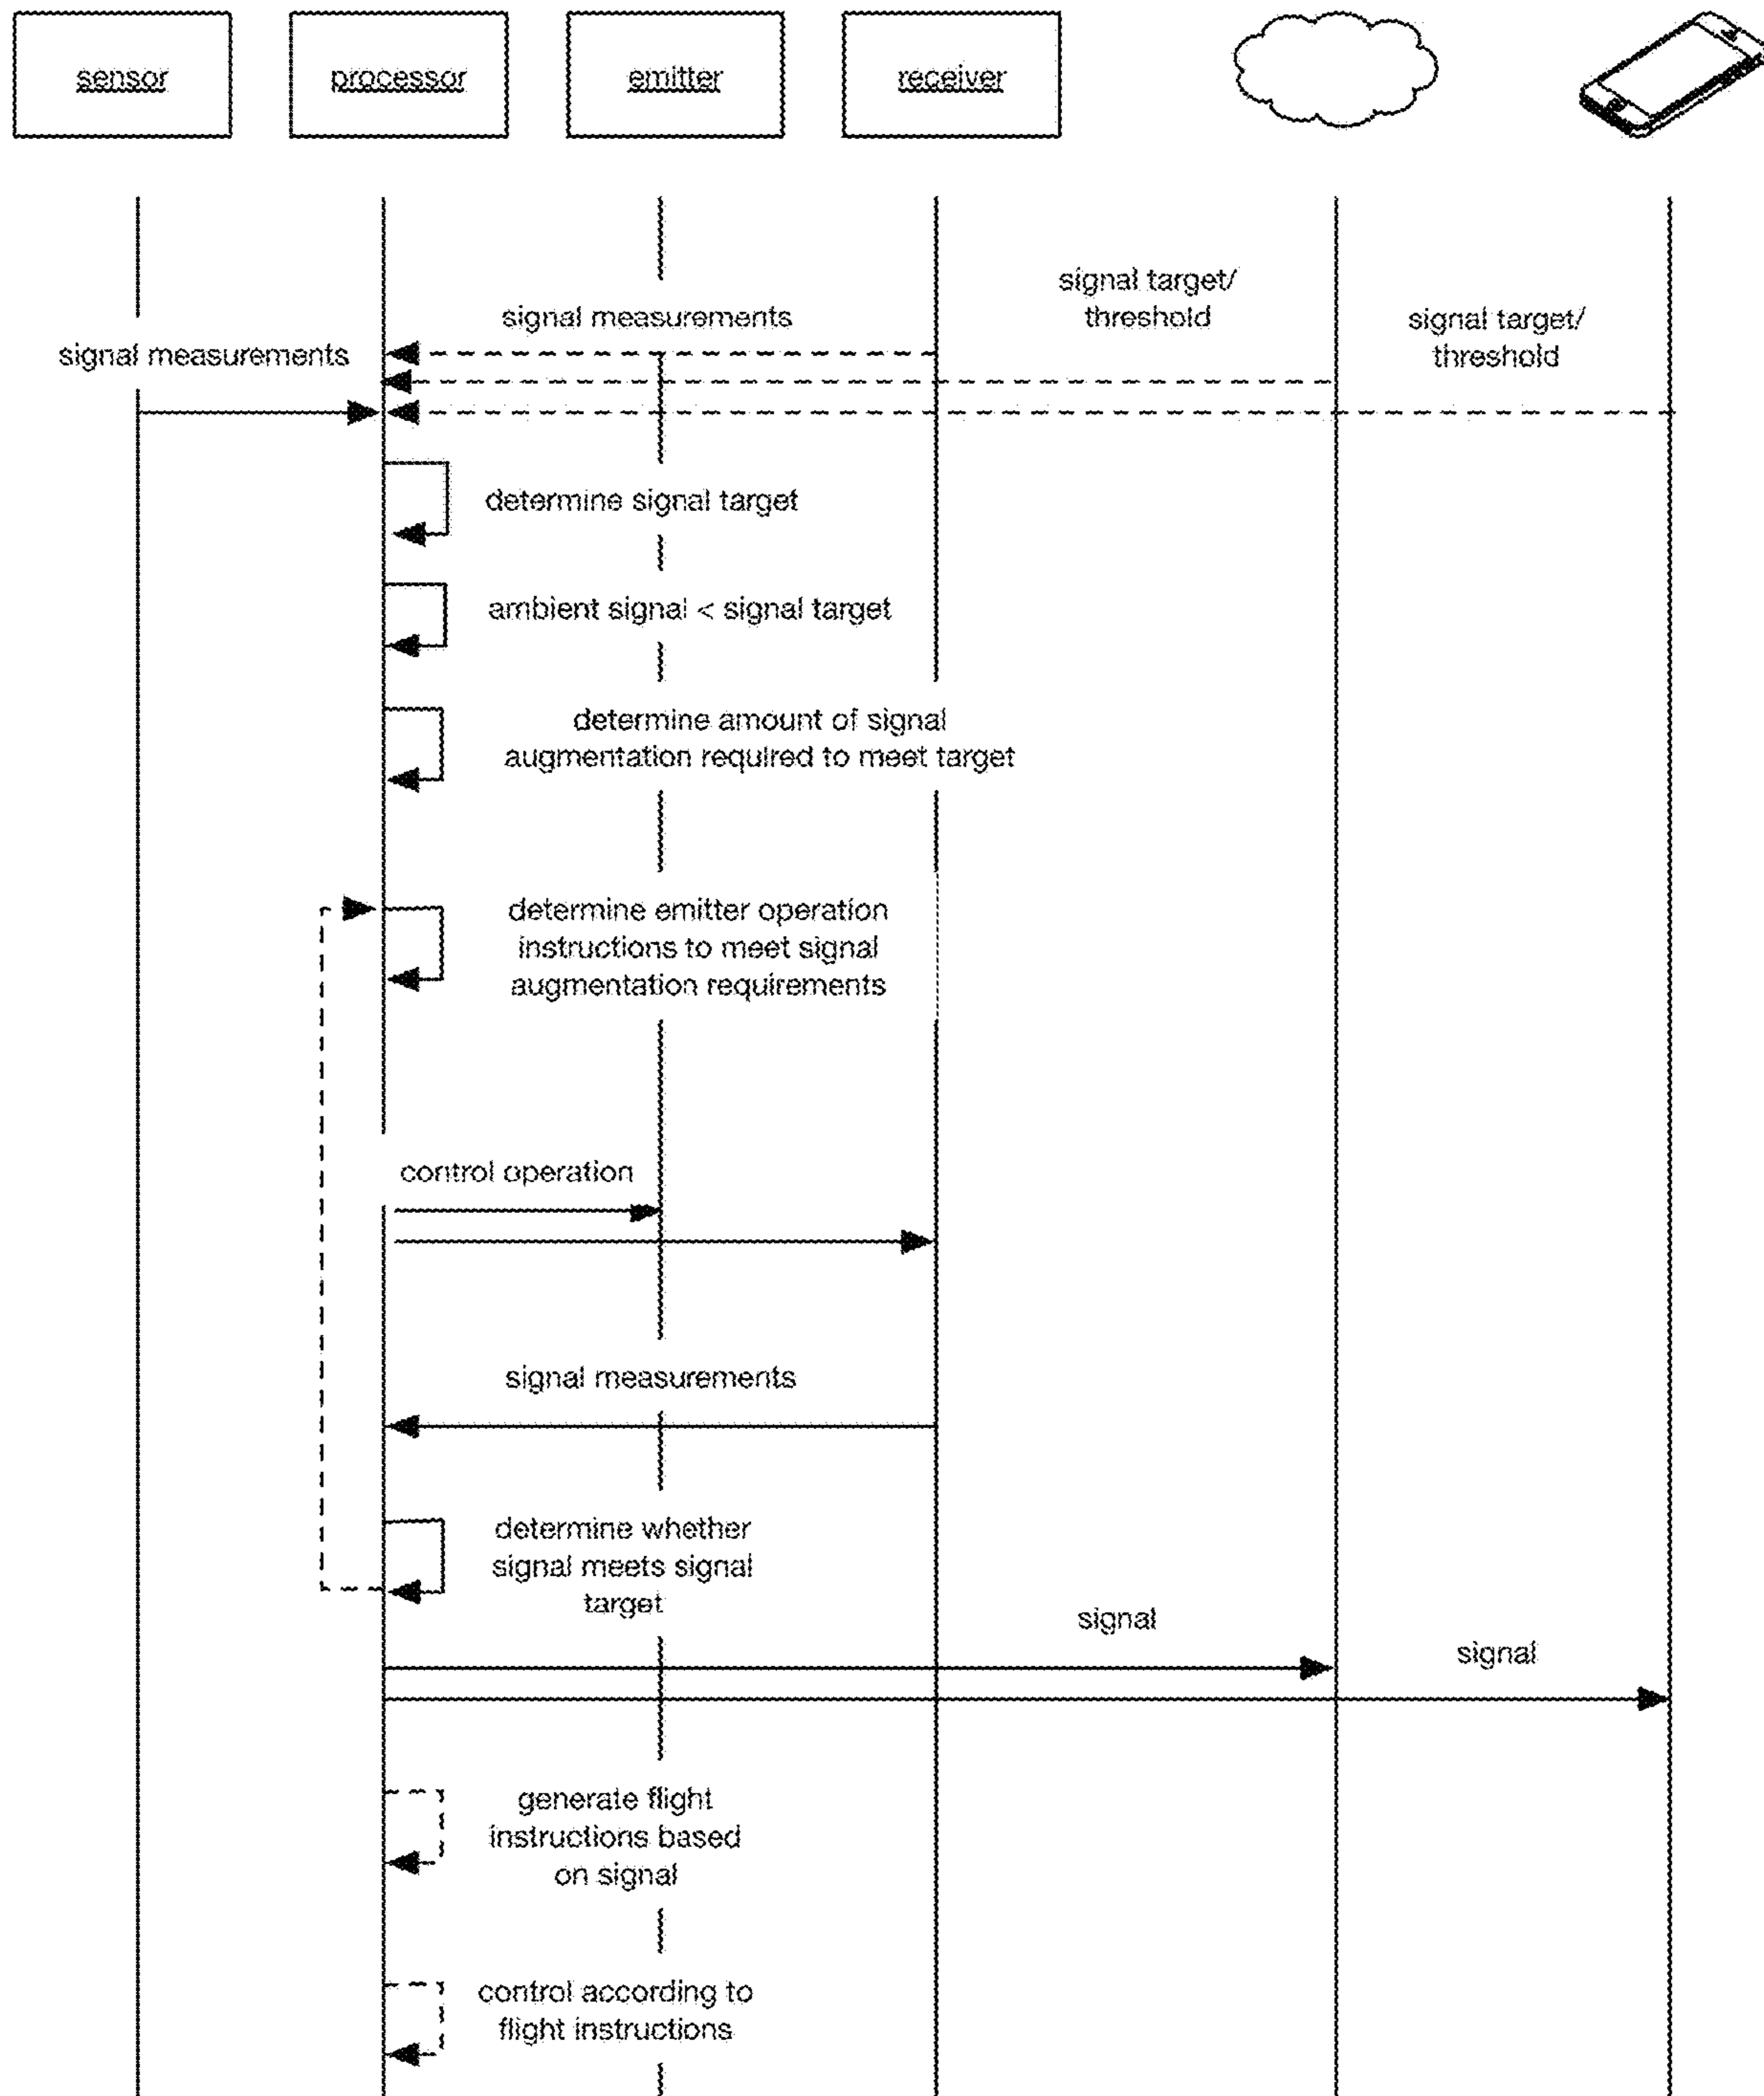 sensor
processor
emitter
receiver
signal target/
threshold
signal measurements
signal target/
threshold
signal measurements
determine signal target
ambient signal < signal target
determine amount of signal
augmentation required to meet target
determine emitter operation
instructions to meet signal
augmentation requirements
control operation
signal measurements
determine whether
signal meets signal
target
signal
signal
generate flight
instructions based
on signal
control according to
flight instructions